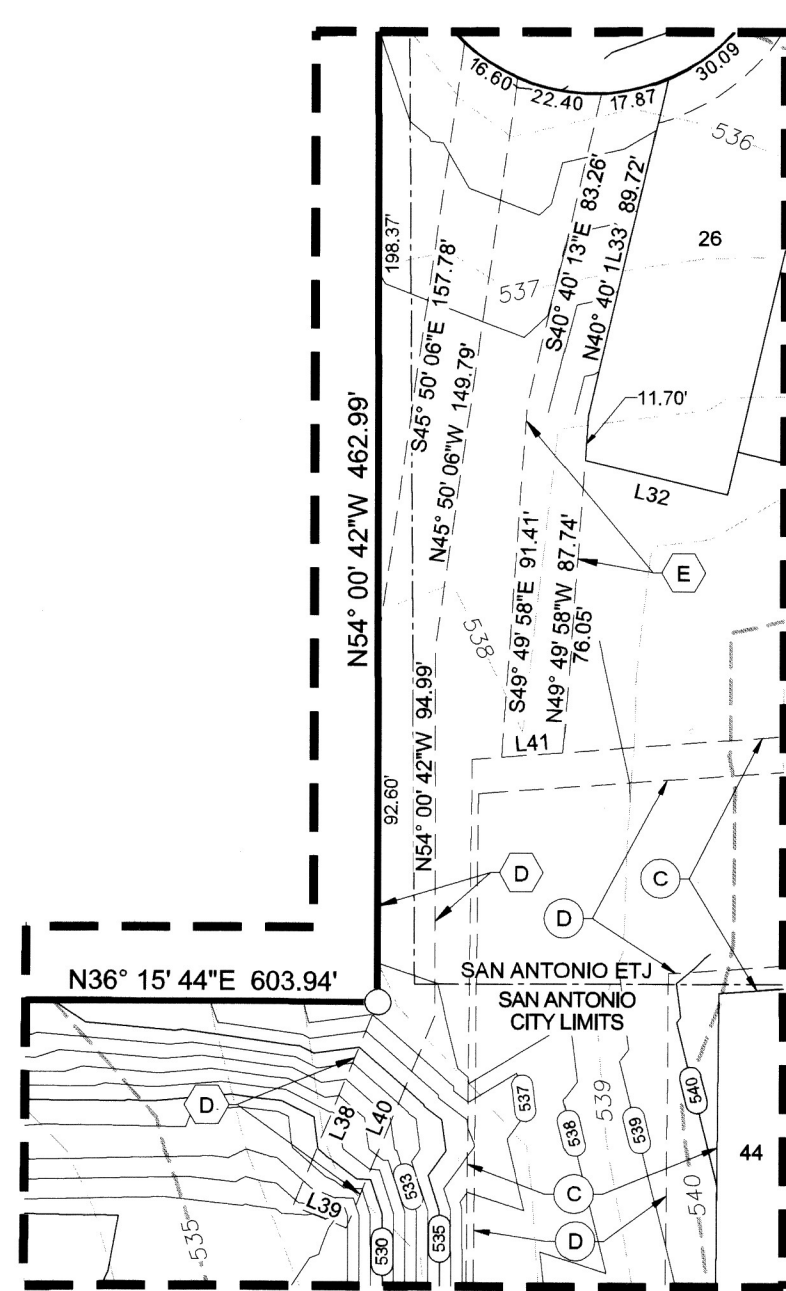 16.60
22.40
17.87
30.09
536
26
198.37'
537
S45° 50' 06"E 157.78'
N45° 50' 06"W 149.79'
S40° 40' 13"E 83.26'
N40° 40' 1L33' 89.72'
11.70'
L32
N54° 00' 42"W 462.99'
E
S49° 49' 58"E 91.41'
N49° 49' 58"W 87.74'
76.05'
538
L41
92.60'
N54° 00' 42"W 94.99'
D
C
D
N36° 15' 44"E 603.94'
SAN ANTONIO ETJ
SAN ANTONIO
CITY LIMITS
D
L38
L40
L39
537
538
539
539
540
540
44
C
D
533
535
530
535